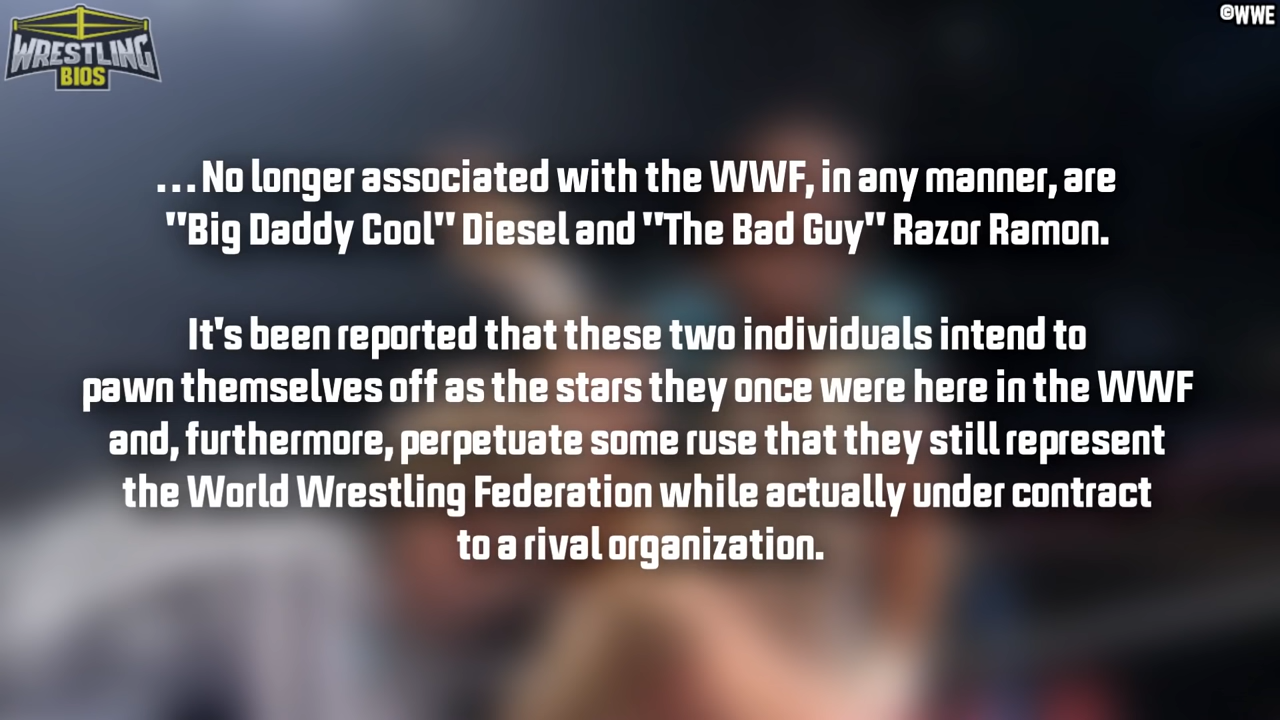 WRESTLING
BIOS
©WWE
...No longer associated with the WWF, in any manner, are
"Big Daddy Cool" Diesel and "The Bad Guy" Razor Ramon.
It's been reported that these two individuals intend to
pawn themselves off as the stars they once were here in the WWF
and, furthermore, perpetuate some ruse that they still represent
the World Wrestling Federation while actually under contract
to a rival organization.